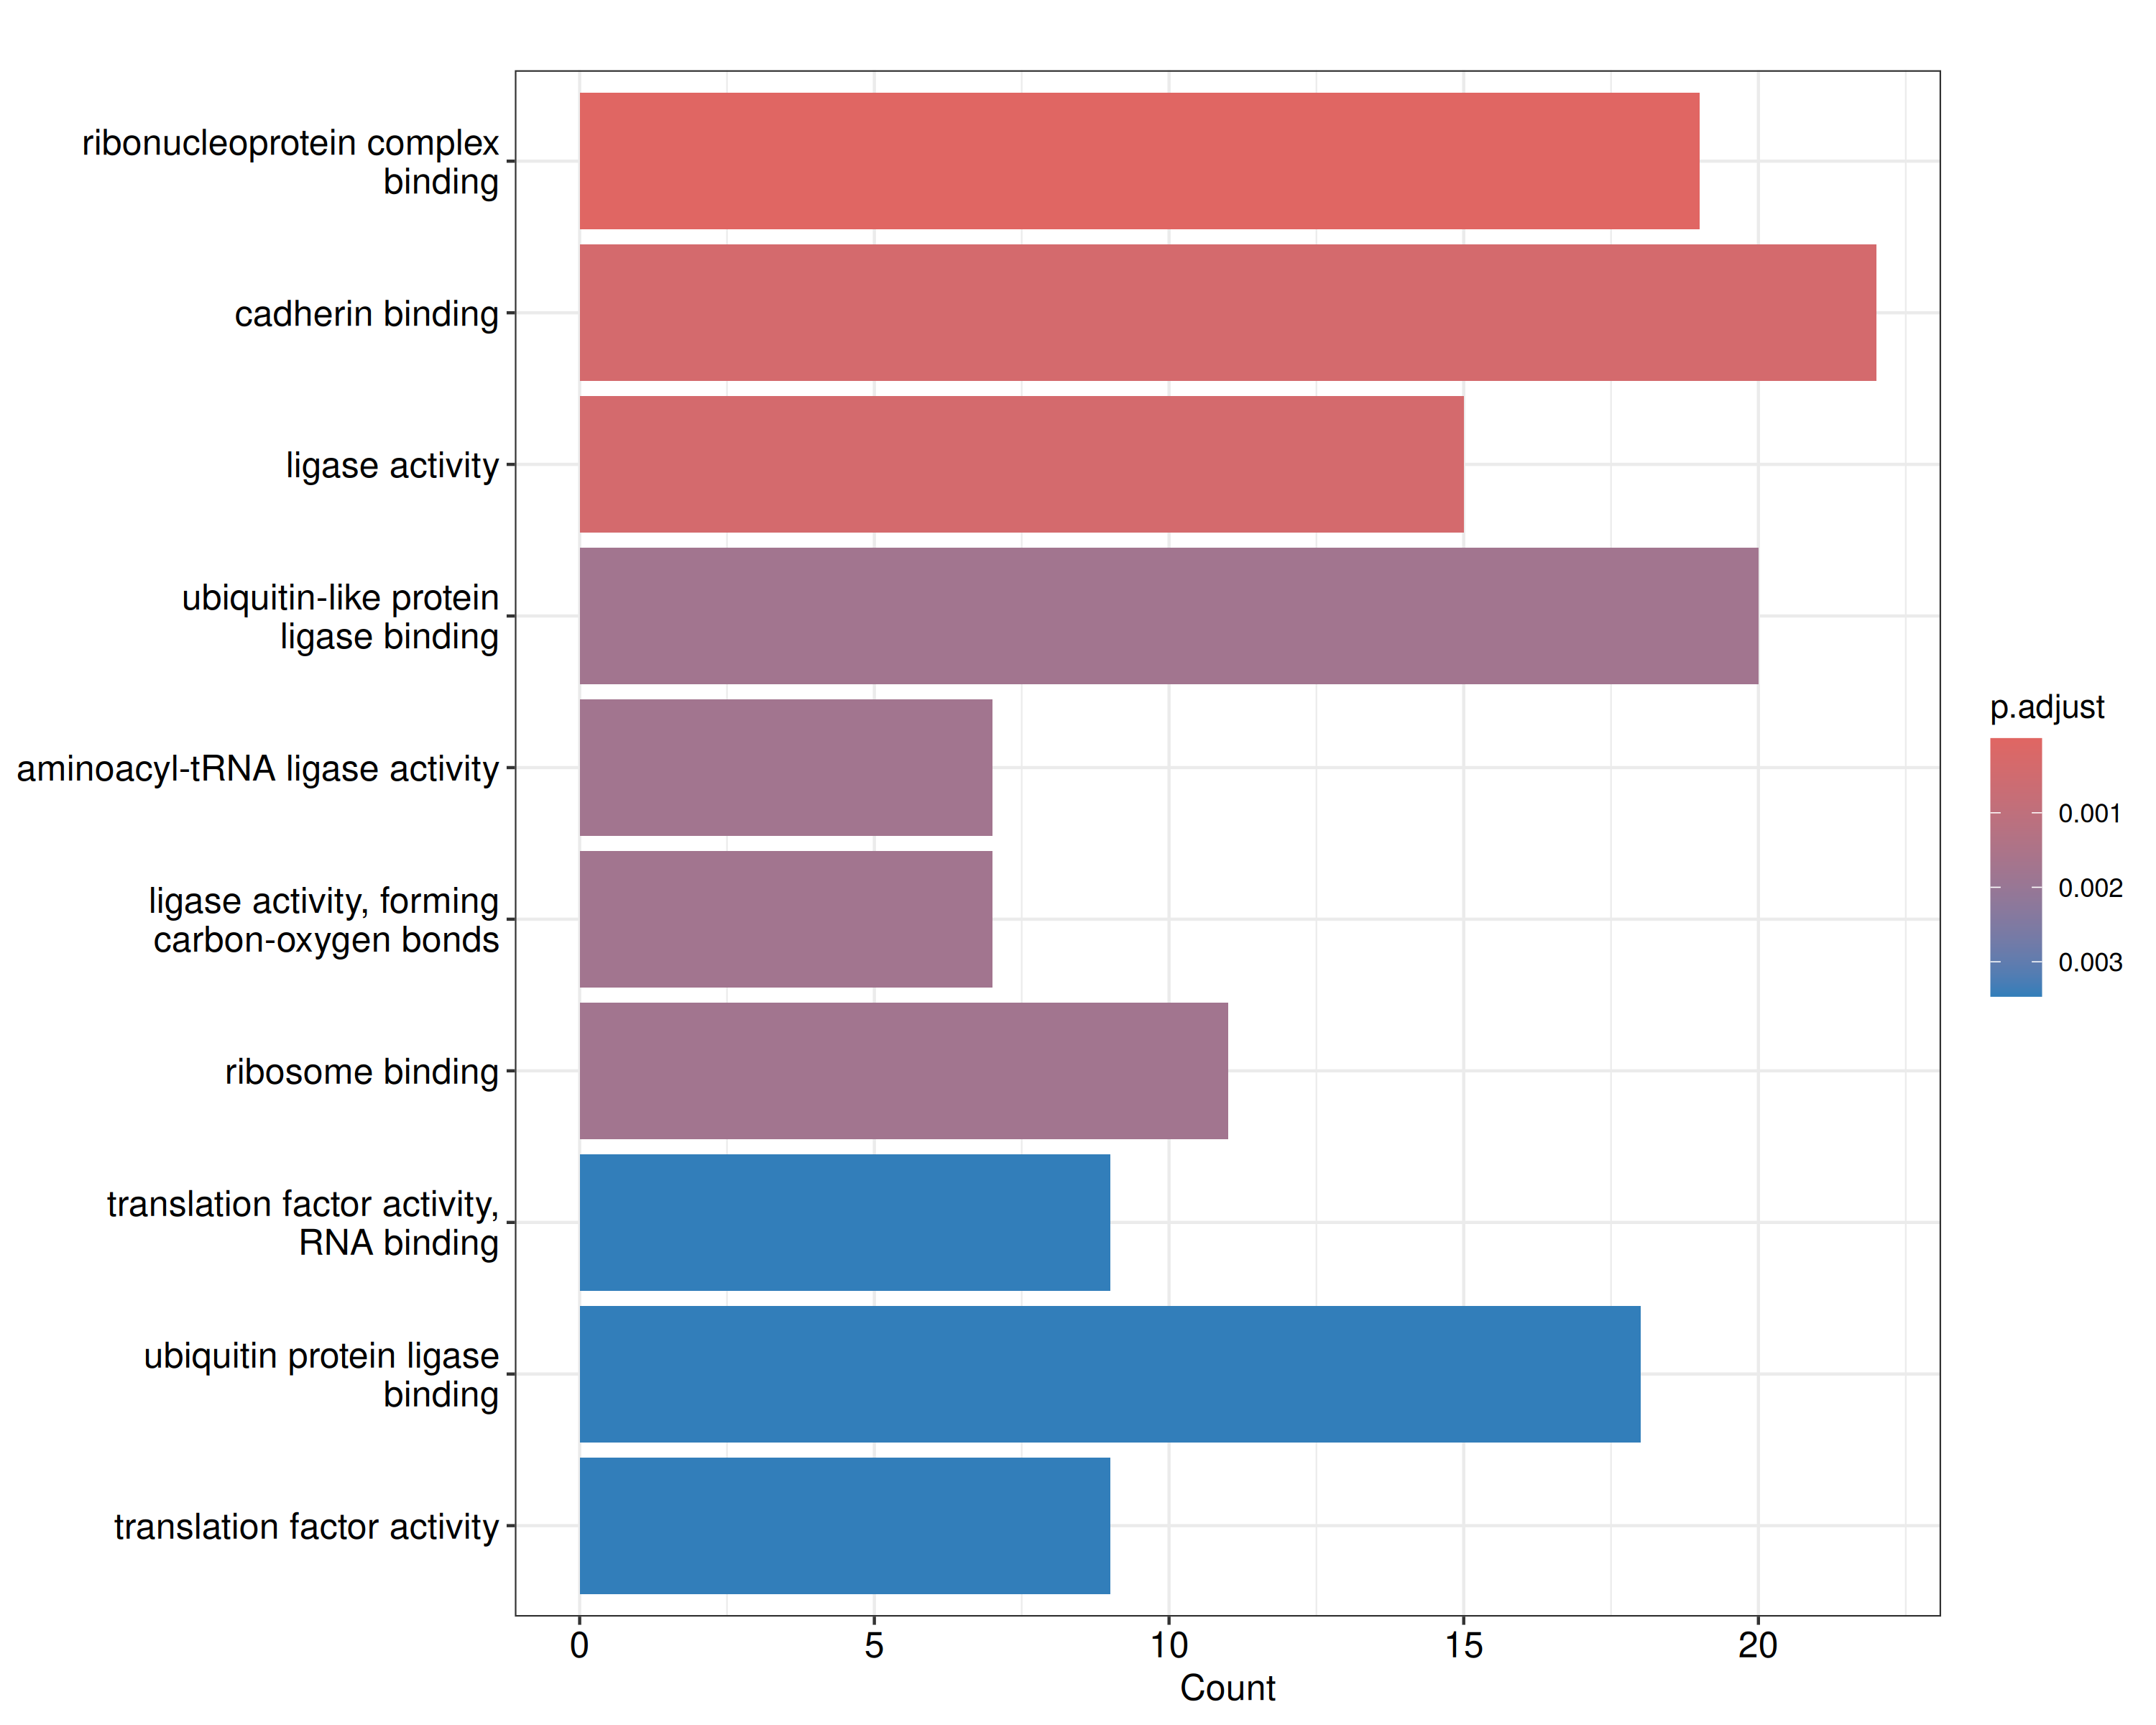 ribonucleoprotein complex
binding
cadherin binding
ligase activity
ubiquitin-like protein
ligase binding
aminoacyl-tRNA ligase activity
ligase activity, forming
carbon-oxygen bonds
ribosome binding
translation factor activity,
RNA binding
ubiquitin protein ligase
binding
translation factor activity
0 5 10 15 20
Count
p.adjust
0.001
0.002
0.003